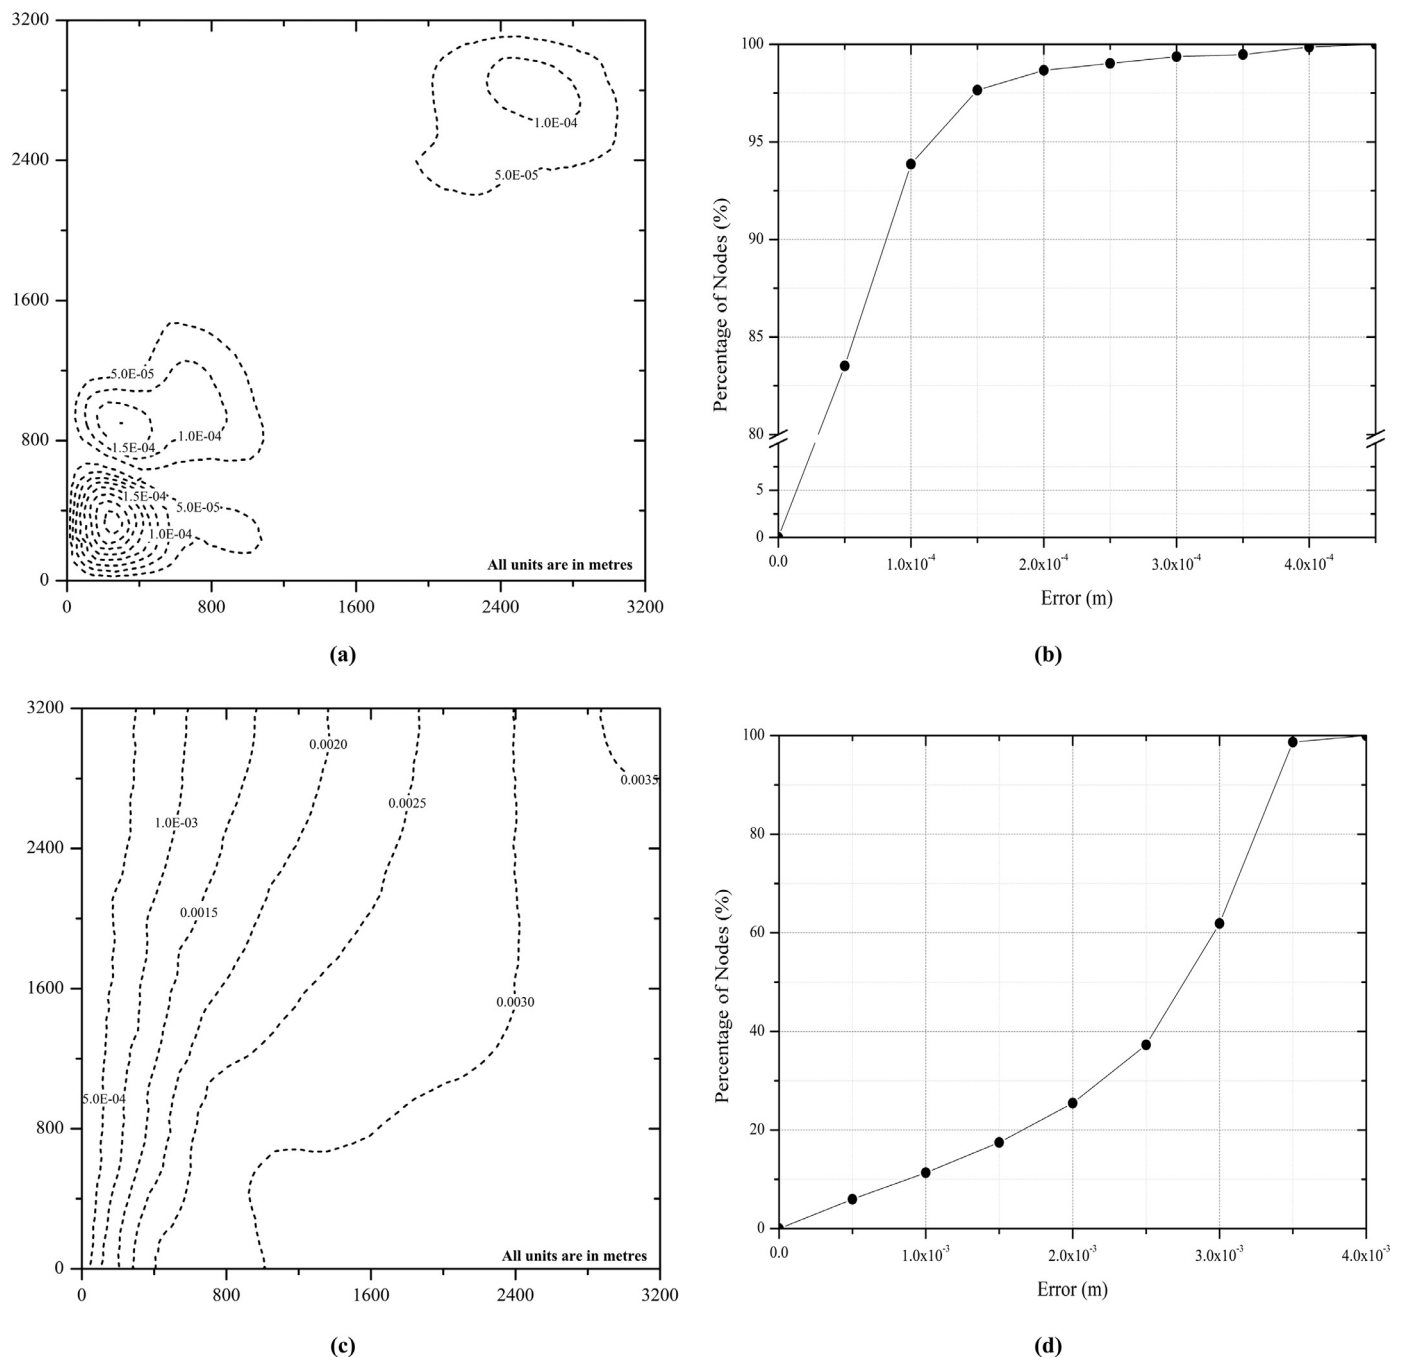 3200
2400
1600
800
0
0
800
1600
2400
3200
1.0E-04
5.0E-05
5.0E-05
1.0E-04
1.5E-04
1.5E-04
5.0E-05
1.0E-04
All units are in metres
(a)
100
95
90
85
80
5
0
0.0
1.0x10⁻⁴
2.0x10⁻⁴
3.0x10⁻⁴
4.0x10⁻⁴
Percentage of Nodes (%)
Error (m)
(b)
3200
2400
1600
800
0
0
800
1600
2400
3200
0.0020
0.0035
0.0025
1.0E-03
0.0015
0.0030
5.0E-04
All units are in metres
(c)
100
80
60
40
20
0
0.0
1.0x10⁻³
2.0x10⁻³
3.0x10⁻³
4.0x10⁻³
Percentage of Nodes (%)
Error (m)
(d)